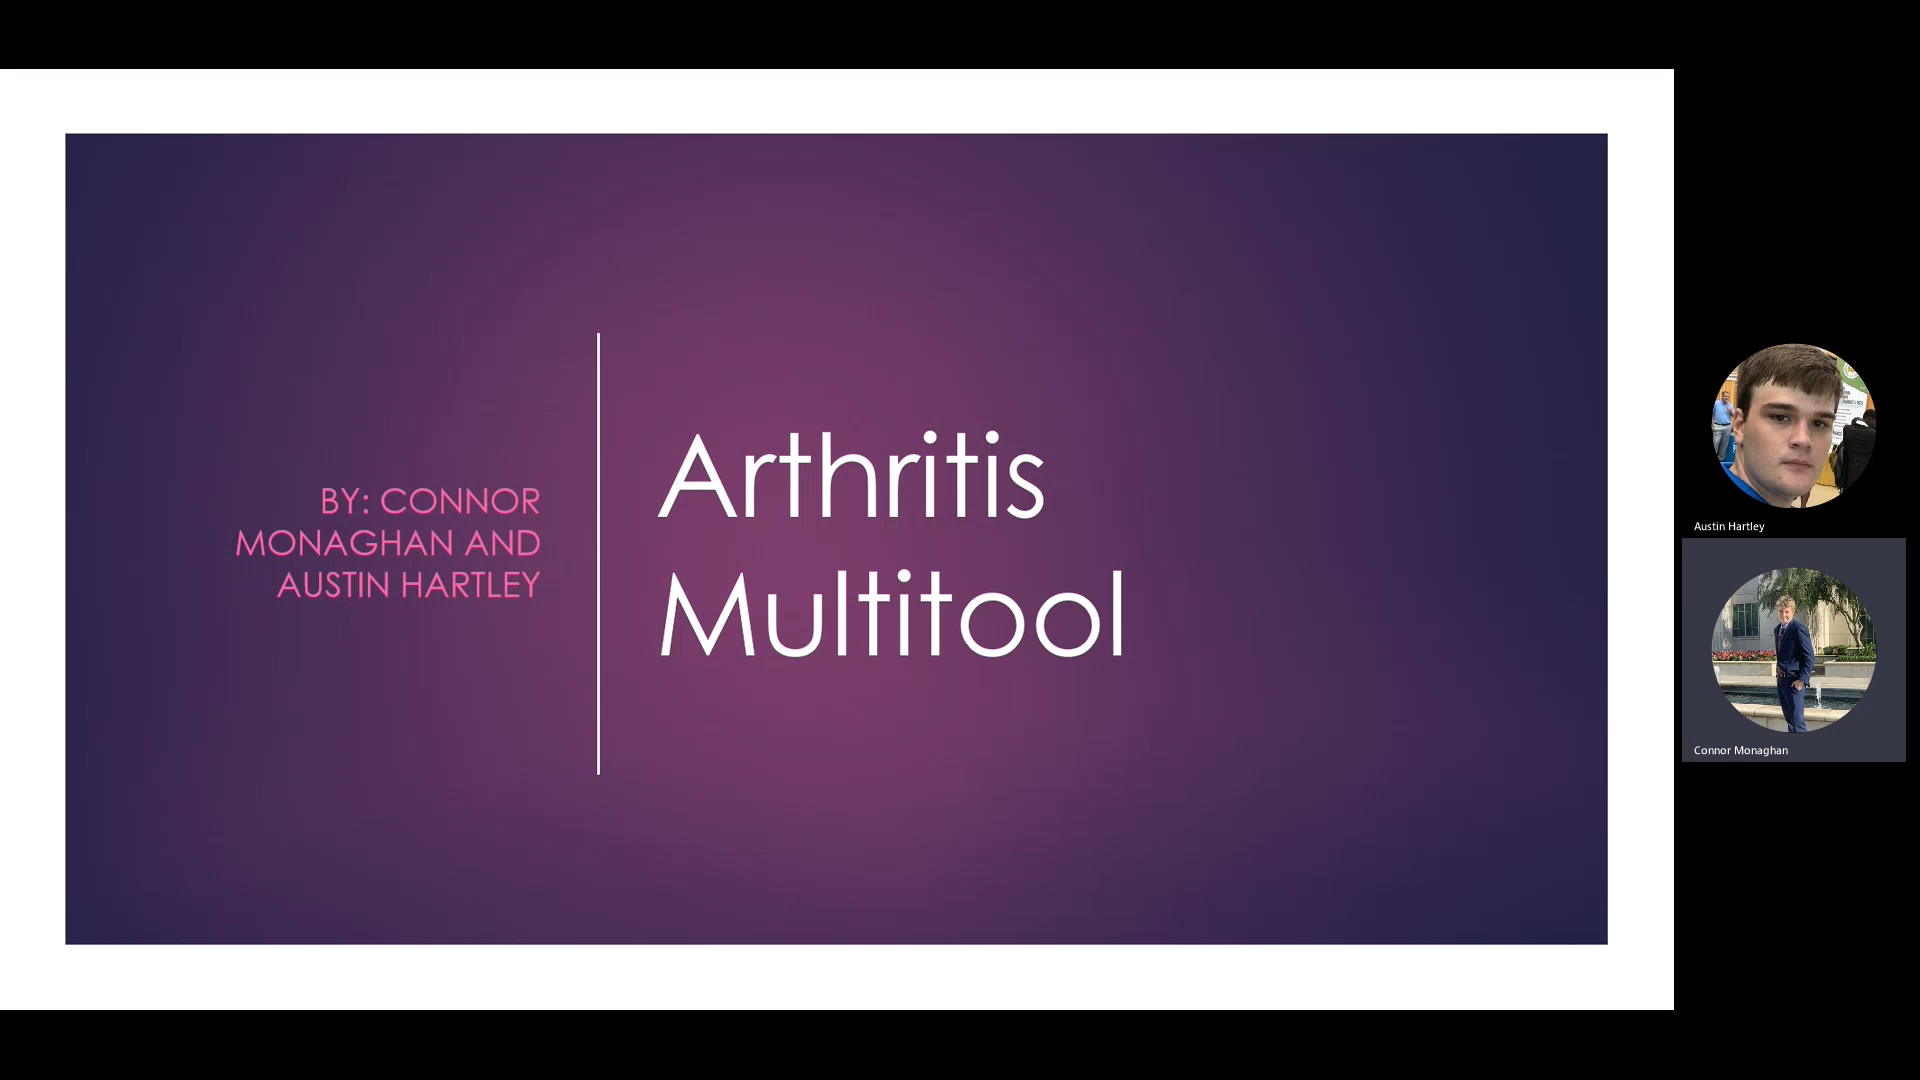 BY: CONNOR
MONAGHAN AND
AUSTIN HARTLEY
Arthritis
Multitool
Austin Hartley
Connor Monaghan